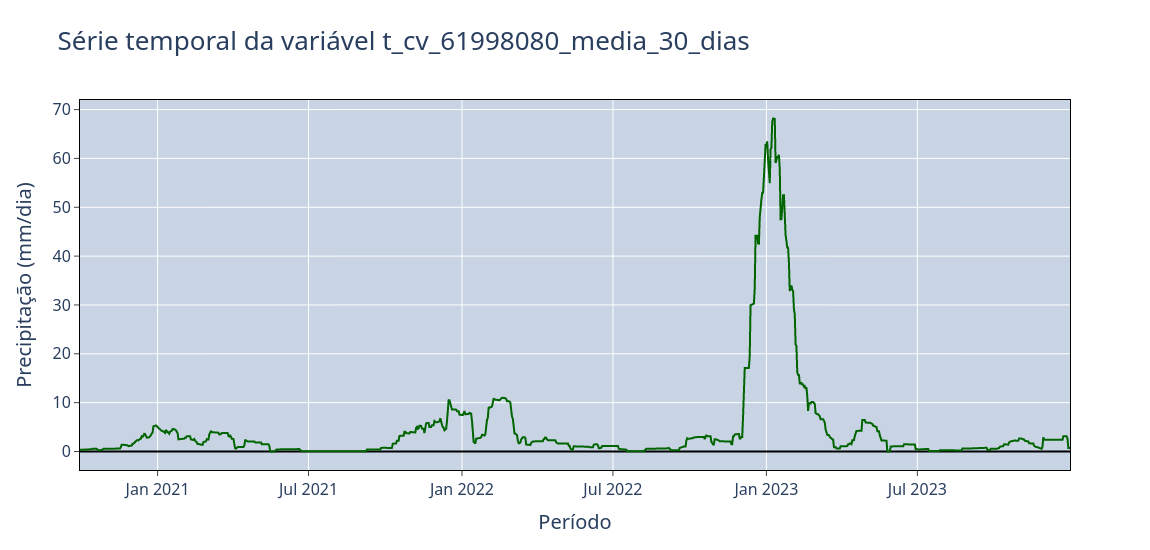 Série temporal da variável t_cv_61998080_media_30_dias
Precipitação (mm/dia)
70
60
50
40
30
20
10
0
Jan 2021
Jul 2021
Jan 2022
Jul 2022
Jan 2023
Jul 2023
Período